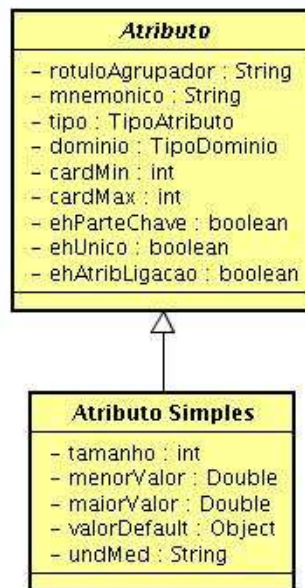 Atributo
- rotuloAgrupador : String
- mnemonico : String
- tipo : TipoAtributo
- dominio : TipoDominio
- cardMin : int
- cardMax : int
- ehParteChave : boolean
- ehUnico : boolean
- ehAtribLigacao : boolean
Atributo Simples
- tamanho : int
- menorValor : Double
- maiorValor : Double
- valorDefault : Object
- undMed : String